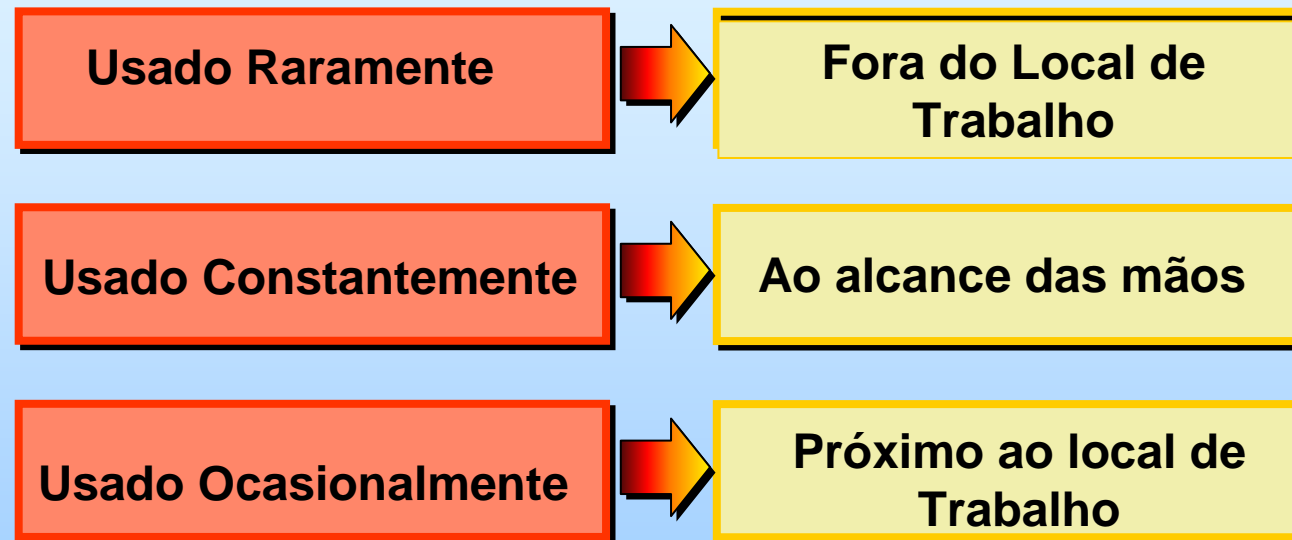 Usado Raramente
Fora do Local de
Trabalho
Usado Constantemente
Ao alcance das mãos
Usado Ocasionalmente
Próximo ao local de
Trabalho